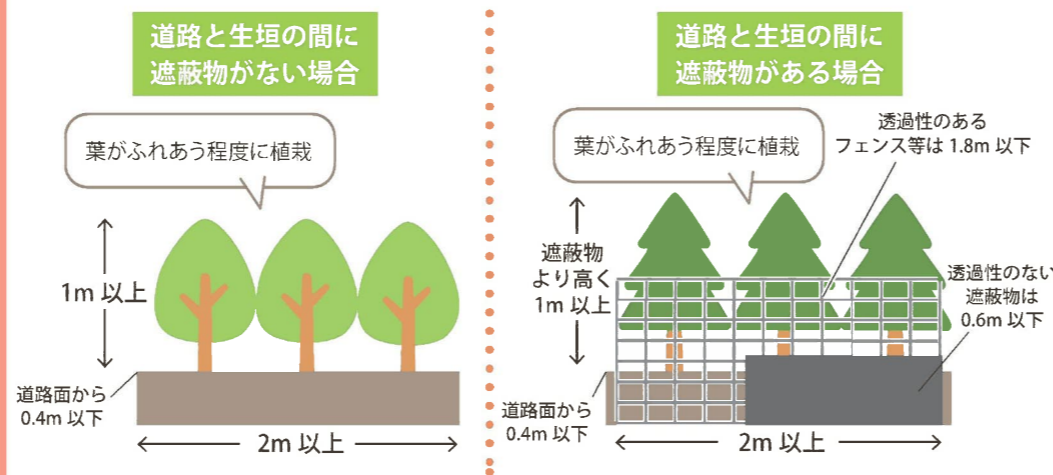 道路と生垣の間に
遮蔽物がない場合
葉がふれあう程度に植栽
1m 以上
道路面から
0.4m 以下
2m 以上
道路と生垣の間に
遮蔽物がある場合
葉がふれあう程度に植栽
透過性のある
フェンス等は 1.8m 以下
遮蔽物
より高く
1m 以上
透過性のない
遮蔽物は
0.6m 以下
道路面から
0.4m 以下
2m 以上